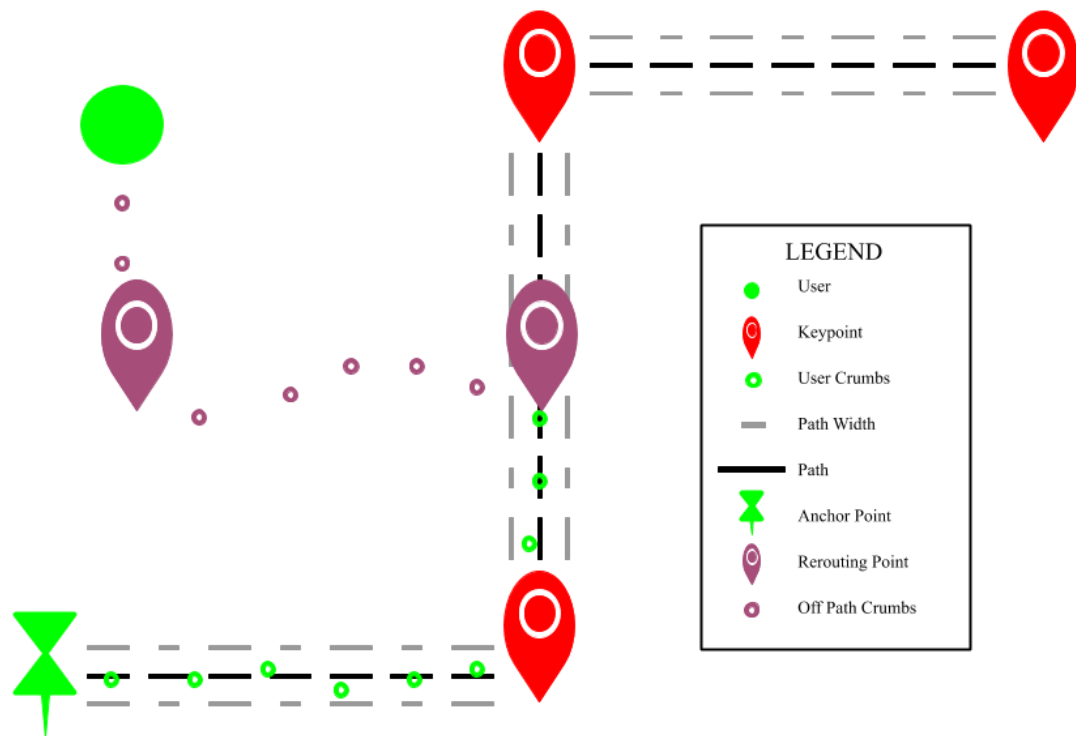 LEGEND
User
Keypoint
User Crumbs
Path Width
Path
Anchor Point
Rerouting Point
Off Path Crumbs